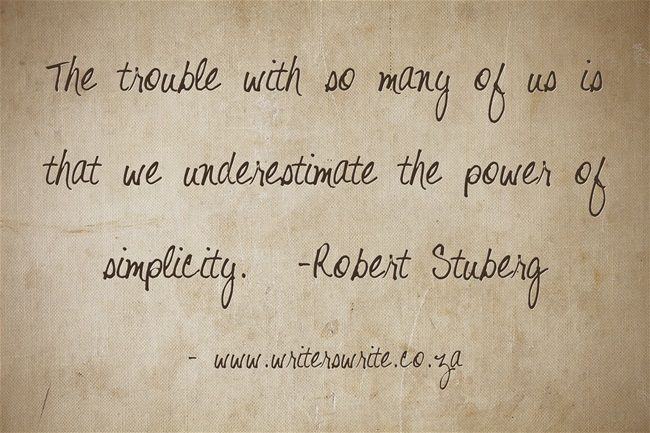 The trouble with so many of us is
that we underestimate the power of
simplicity. -Robert Stuberg
- www.writerswrite.co.za